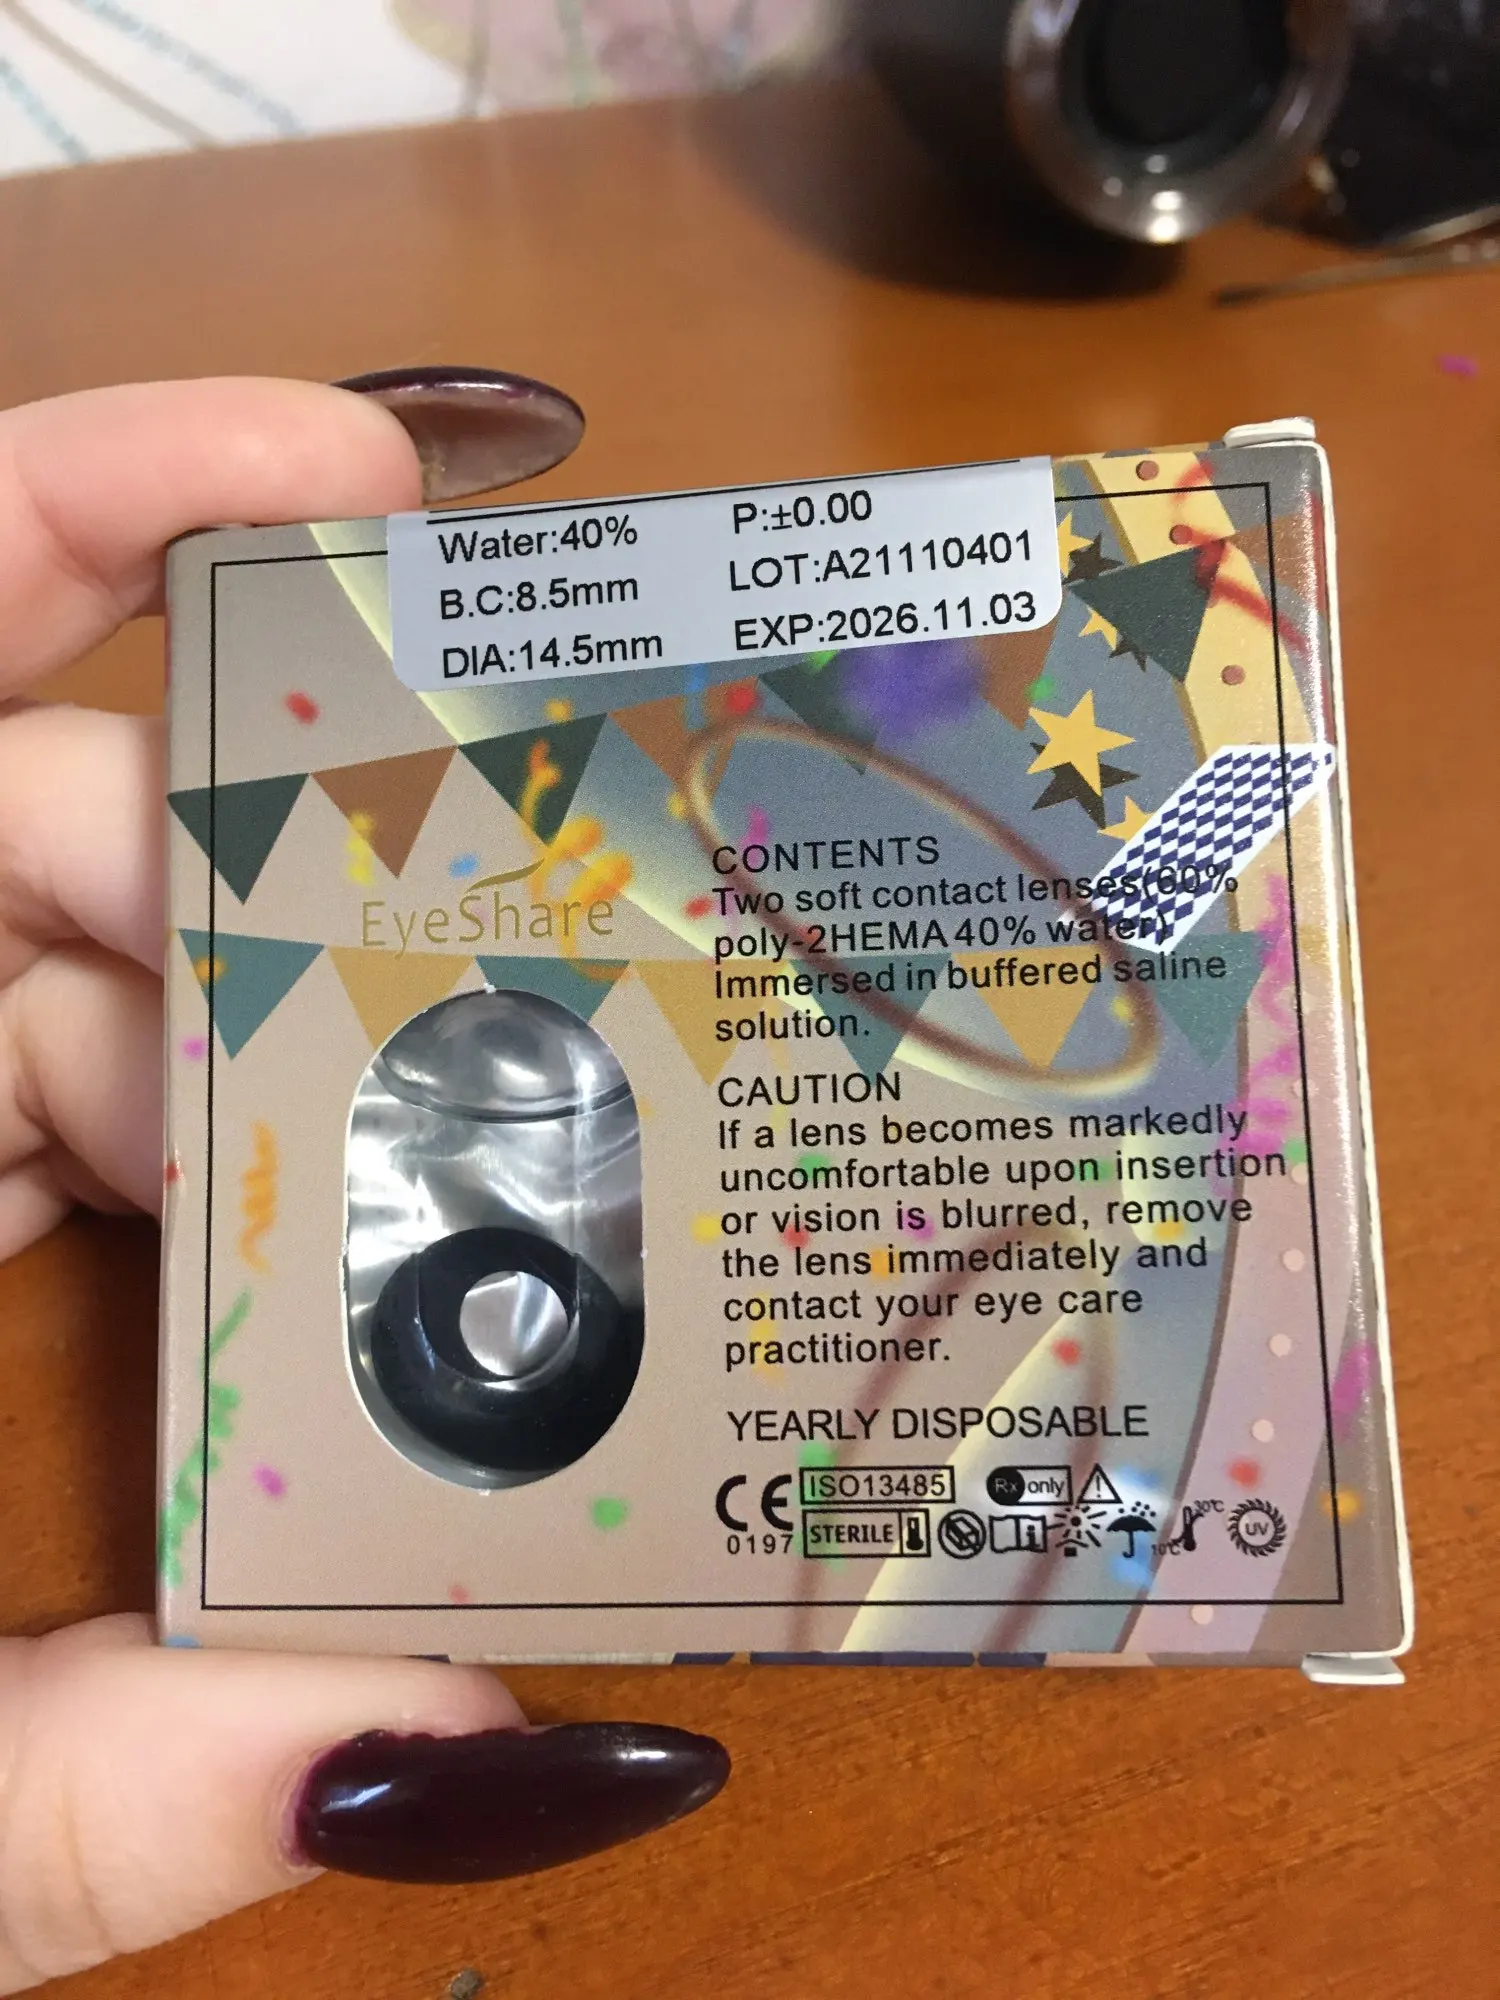 Water:40%
P:±0.00
B.C:8.5mm
LOT:A21110401
DIA:14.5mm
EXP:2026.11.03
EyeShare
CONTENTS
Two soft contact lenses(60%
poly-2HEMA 40% water)
Immersed in buffered saline
solution.
CAUTION
If a lens becomes markedly
uncomfortable upon insertion
or vision is blurred, remove
the lens immediately and
contact your eye care
practitioner.
YEARLY DISPOSABLE
CE ISO13485 Rx only
0197 STERILE i 10°C 30°C UV